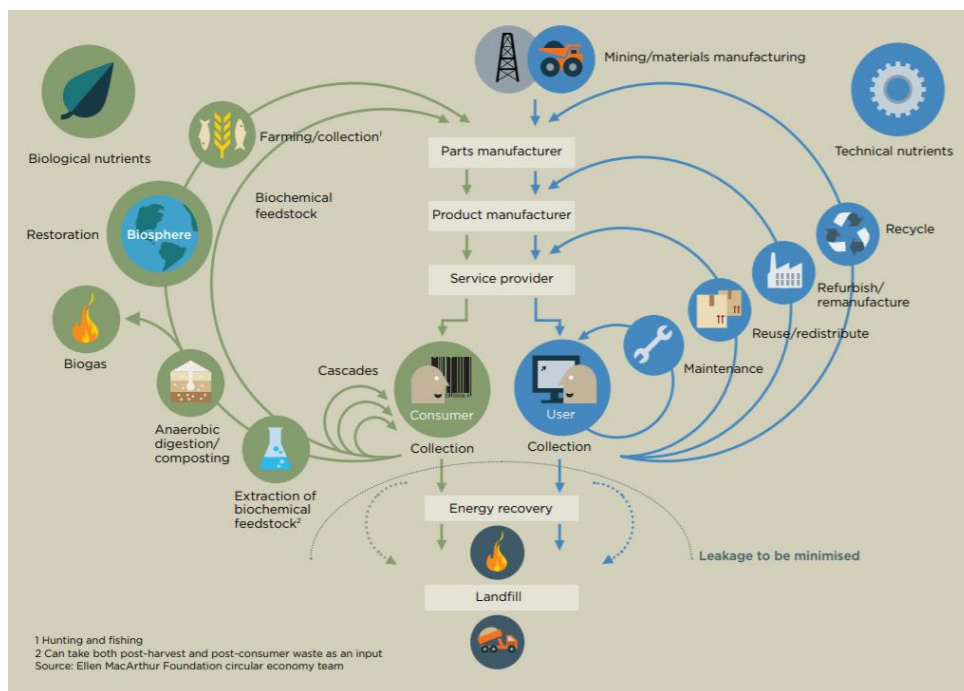 Mining/materials manufacturing
Biological nutrients
Technical nutrients
Farming/collection¹
Parts manufacturer
Biochemical
feedstock
Product manufacturer
Restoration
Biosphere
Recycle
Service provider
Refurbish/
remanufacture
Reuse/redistribute
Biogas
Cascades
Maintenance
Consumer
User
Anaerobic
digestion/
composting
Collection
Collection
Extraction of
biochemical
feedstock²
Energy recovery
Leakage to be minimised
Landfill
1 Hunting and fishing
2 Can take both post-harvest and post-consumer waste as an input
Source: Ellen MacArthur Foundation circular economy team